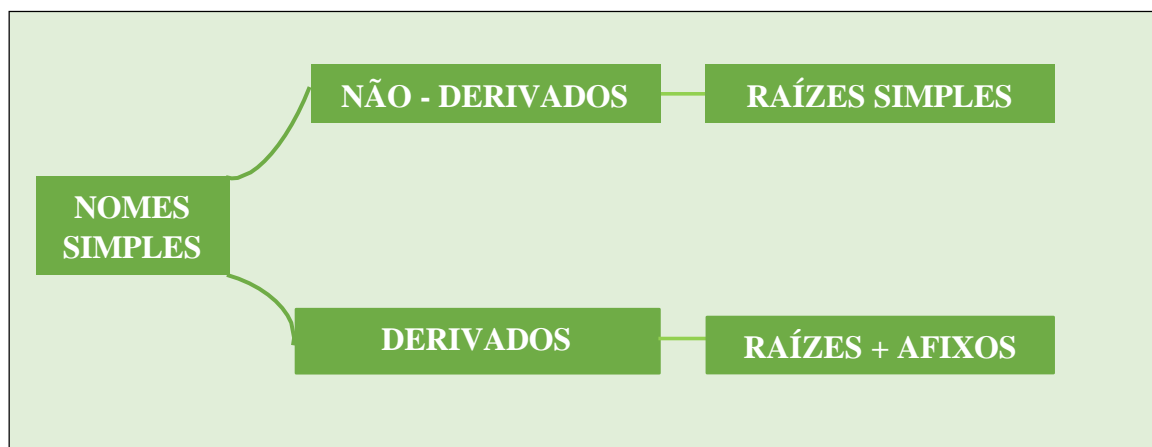 NÃO - DERIVADOS
RAÍZES SIMPLES
NOMES
SIMPLES
DERIVADOS
RAÍZES + AFIXOS